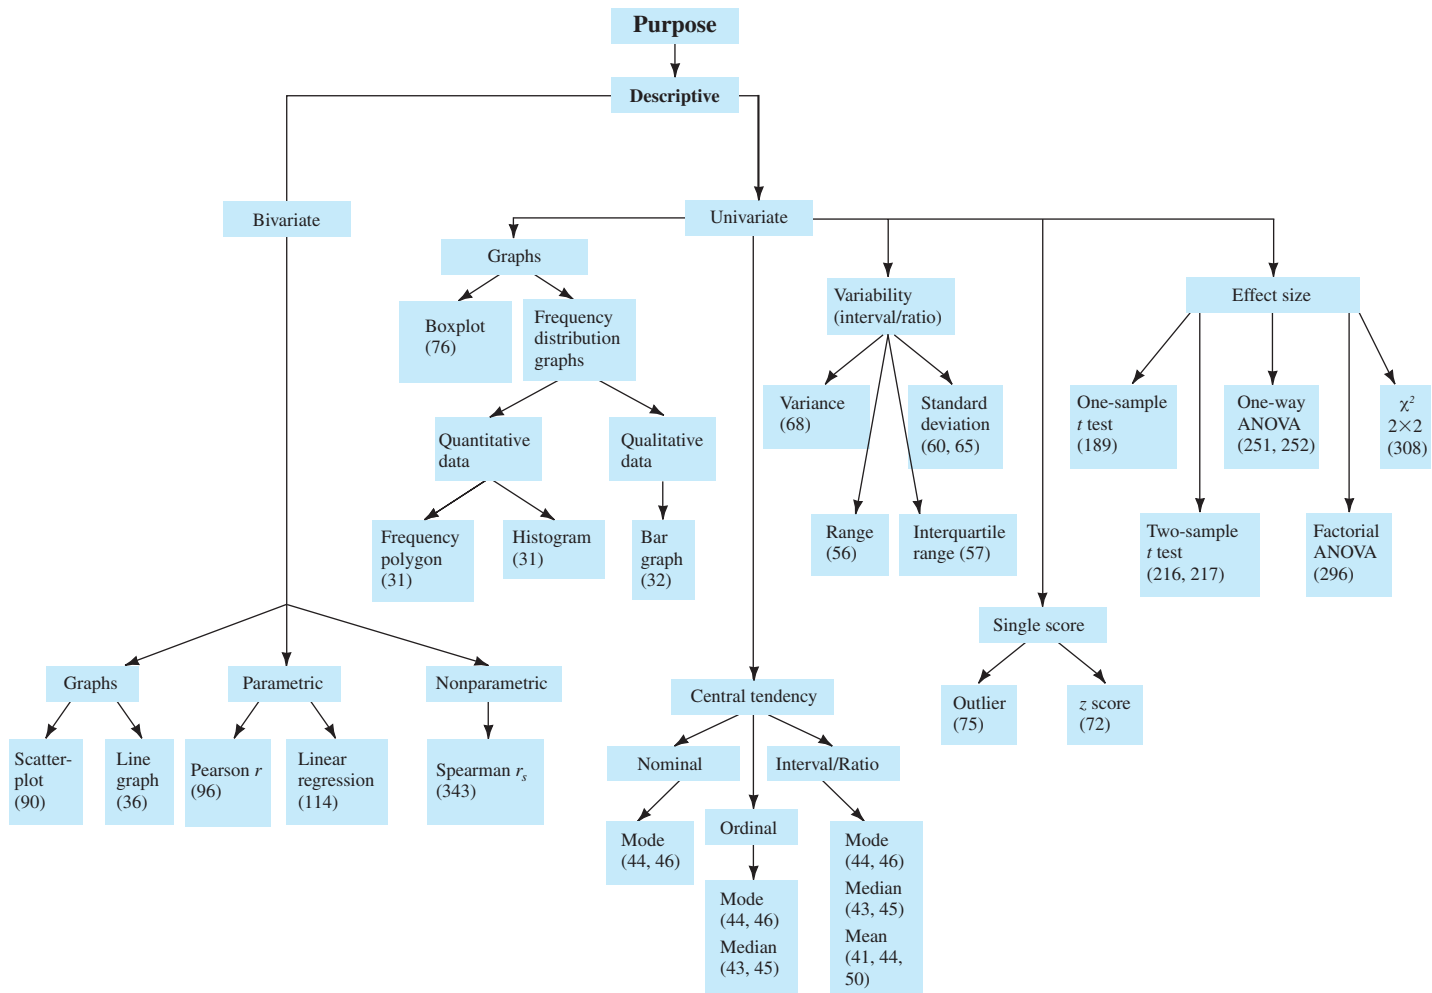 Purpose
Descriptive
Bivariate
Univariate
Graphs
Boxplot
(76)
Frequency
distribution
graphs
Quantitative
data
Qualitative
data
Frequency
polygon
(31)
Histogram
(31)
Bar
graph
(32)
Variability
(interval/ratio)
Variance
(68)
Standard
deviation
(60, 65)
Range
(56)
Interquartile
range (57)
Effect size
One-sample
t test
(189)
One-way
ANOVA
(251, 252)
χ²
2×2
(308)
Two-sample
t test
(216, 217)
Factorial
ANOVA
(296)
Single score
Outlier
(75)
z score
(72)
Graphs
Parametric
Nonparametric
Scatter-
plot
(90)
Line
graph
(36)
Pearson r
(96)
Linear
regression
(114)
Spearman rₛ
(343)
Central tendency
Nominal
Interval/Ratio
Ordinal
Mode
(44, 46)
Mode
(44, 46)
Median
(43, 45)
Mode
(44, 46)
Median
(43, 45)
Mean
(41, 44,
50)